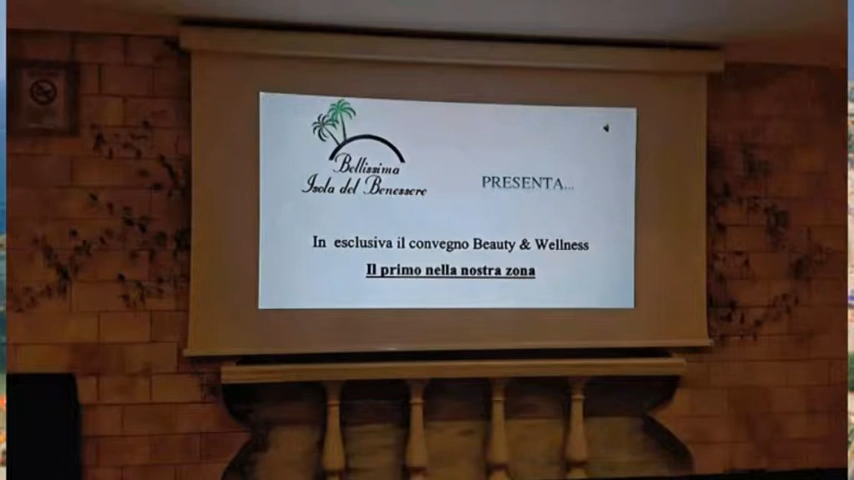 Bellissima
Isola del Benessere
PRESENTA...
In esclusiva il convegno Beauty & Wellness
Il primo nella nostra zona